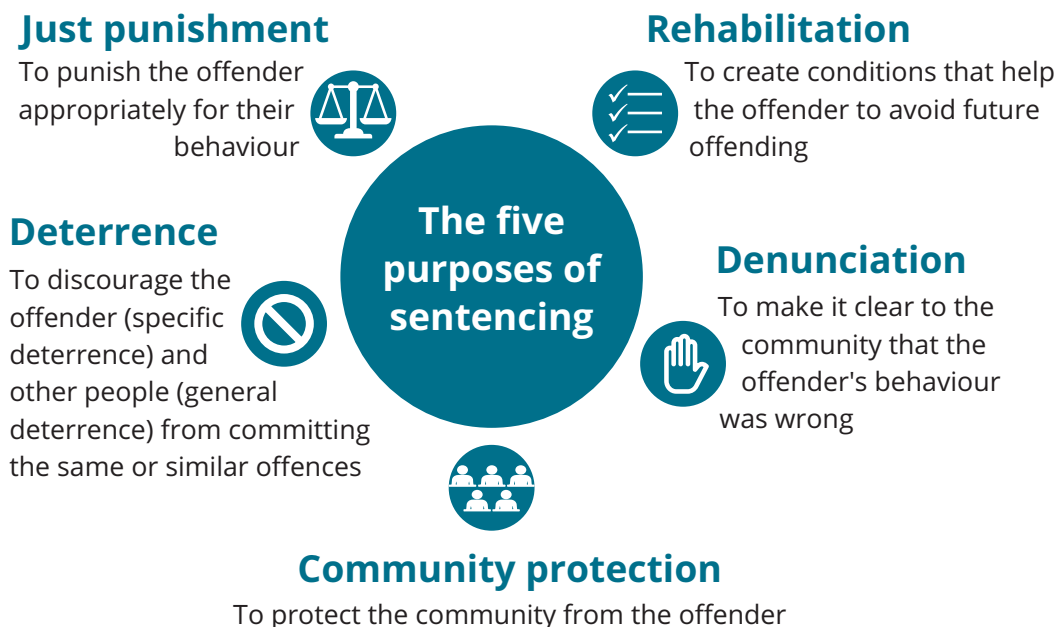 Just punishment
To punish the offender
appropriately for their
behaviour
Rehabilitation
To create conditions that help
the offender to avoid future
offending
The five
purposes of
sentencing
Deterrence
To discourage the
offender (specific
deterrence) and
other people (general
deterrence) from committing
the same or similar offences
Denunciation
To make it clear to the
community that the
offender's behaviour
was wrong
Community protection
To protect the community from the offender